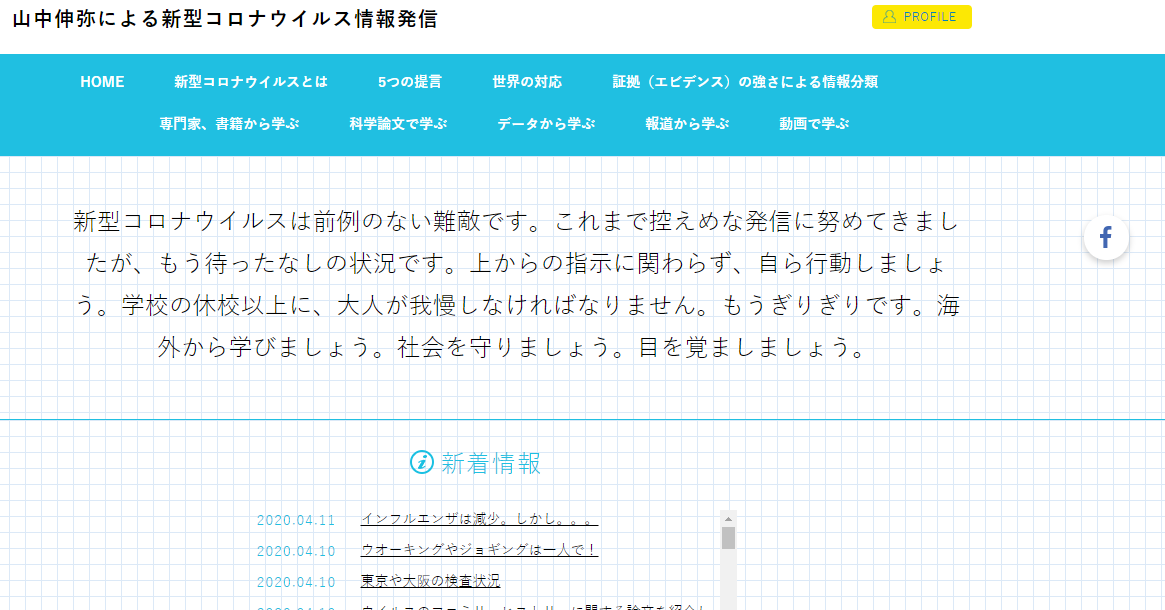 山中伸弥による新型コロナウイルス情報発信
PROFILE
HOME 新型コロナウイルスとは 5つの提言 世界の対応 証拠（エビデンス）の強さによる情報分類
専門家、書籍から学ぶ 科学論文で学ぶ データから学ぶ 報道から学ぶ 動画で学ぶ
新型コロナウイルスは前例のない難敵です。これまで控えめな発信に努めてきまし
たが、もう待ったなしの状況です。上からの指示に関わらず、自ら行動しましょ
う。学校の休校以上に、大人が我慢しなければなりません。もうぎりぎりです。海
外から学びましょう。社会を守りましょう。目を覚ましましょう。
新着情報
2020.04.11 インフルエンザは減少。しかし。。。
2020.04.10 ウオーキングやジョギングは一人で！
2020.04.10 東京や大阪の検査状況